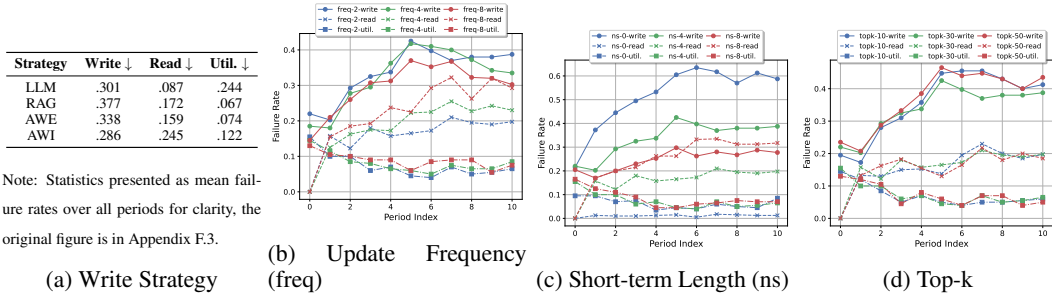 Strategy Write ↓ Read ↓ Util. ↓
LLM .301 .087 .244
RAG .377 .172 .067
AWE .338 .159 .074
AWI .286 .245 .122
Note: Statistics presented as mean fail-
ure rates over all periods for clarity, the
original figure is in Appendix F.3.
(a) Write Strategy
freq-2-write freq-4-write freq-8-write
freq-2-read freq-4-read freq-8-read
freq-2-util. freq-4-util. freq-8-util.
Failure Rate
0.4
0.3
0.2
0.1
0.0
0 2 4 6 8 10
Period Index
(b) Update Frequency
(freq)
ns-0-write ns-4-write ns-8-write
ns-0-read ns-4-read ns-8-read
ns-0-util. ns-4-util. ns-8-util.
Failure Rate
0.6
0.5
0.4
0.3
0.2
0.1
0.0
0 2 4 6 8 10
Period Index
(c) Short-term Length (ns)
topk-10-write topk-30-write topk-50-write
topk-10-read topk-30-read topk-50-read
topk-10-util. topk-30-util. topk-50-util.
Failure Rate
0.4
0.3
0.2
0.1
0.0
0 2 4 6 8 10
Period Index
(d) Top-k